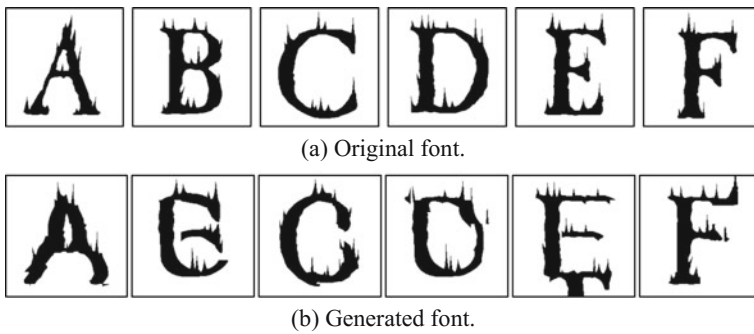 A B C D E F
(a) Original font.
A E C D E F
(b) Generated font.